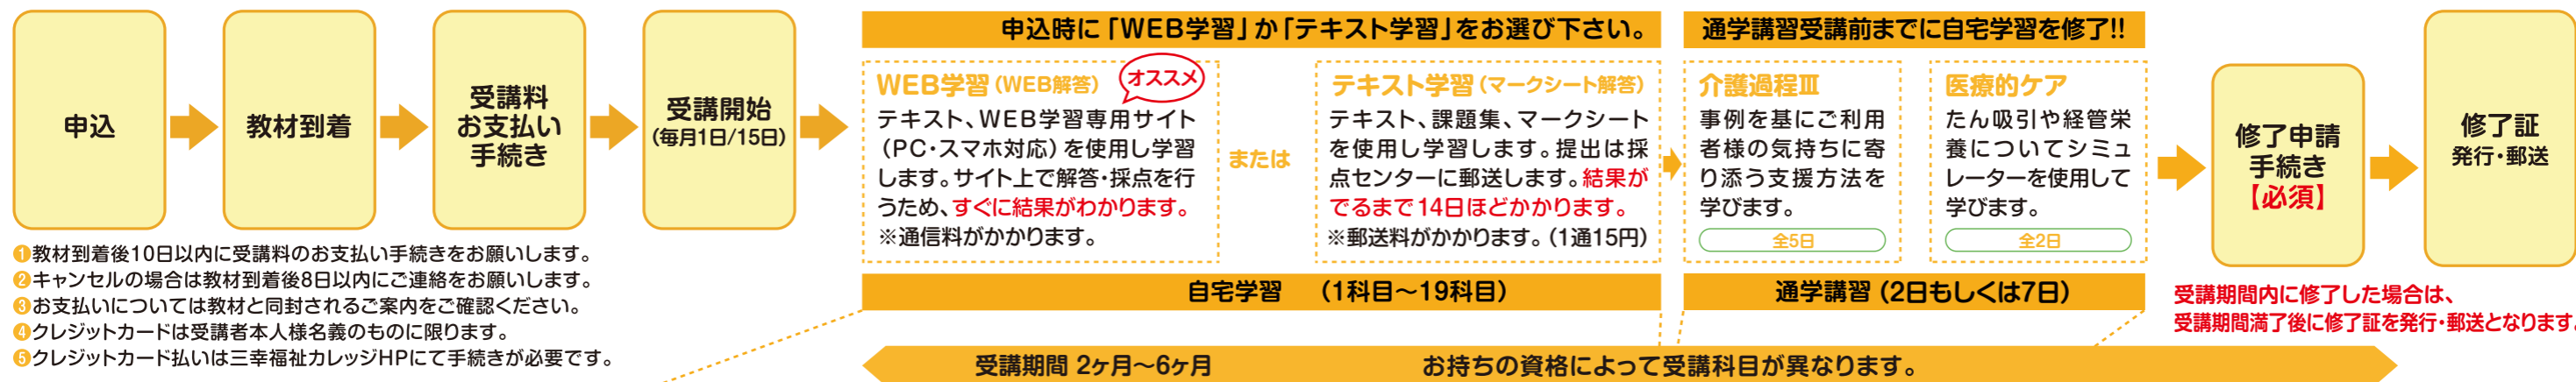 申込
教材到着
受講料
お支払い
手続き
受講開始
(毎月1日/15日)
申込時に「WEB学習」か「テキスト学習」をお選び下さい。
WEB学習(WEB解答)
オススメ
テキスト、WEB学習専用サイト
(PC・スマホ対応)を使用し学習
します。サイト上で解答・採点を行
うため、すぐに結果がわかります。
※通信料がかかります。
または
テキスト学習(マークシート解答)
テキスト、課題集、マークシート
を使用し学習します。提出は採
点センターに郵送します。結果が
でるまで14日ほどかかります。
※郵送料がかかります。(1通15円)
自宅学習 (1科目〜19科目)
通学講習受講前までに自宅学習を修了!!
介護過程Ⅲ
事例を基にご利用
者様の気持ちに寄
り添う支援方法を
学びます。
全5日
医療的ケア
たん吸引や経管栄
養についてシミュ
レーターを使用して
学びます。
全2日
通学講習(2日もしくは7日)
修了申請
手続き
【必須】
修了証
発行・郵送
❶教材到着後10日以内に受講料のお支払い手続きをお願いします。
❷キャンセルの場合は教材到着後8日以内にご連絡をお願いします。
❸お支払いについては教材と同封されるご案内をご確認ください。
❹クレジットカードは受講者本人様名義のものに限ります。
❺クレジットカード払いは三幸福祉カレッジHPにて手続きが必要です。
受講期間内に修了した場合は、
受講期間満了後に修了証を発行・郵送となります。
受講期間 2ヶ月〜6ヶ月 お持ちの資格によって受講科目が異なります。